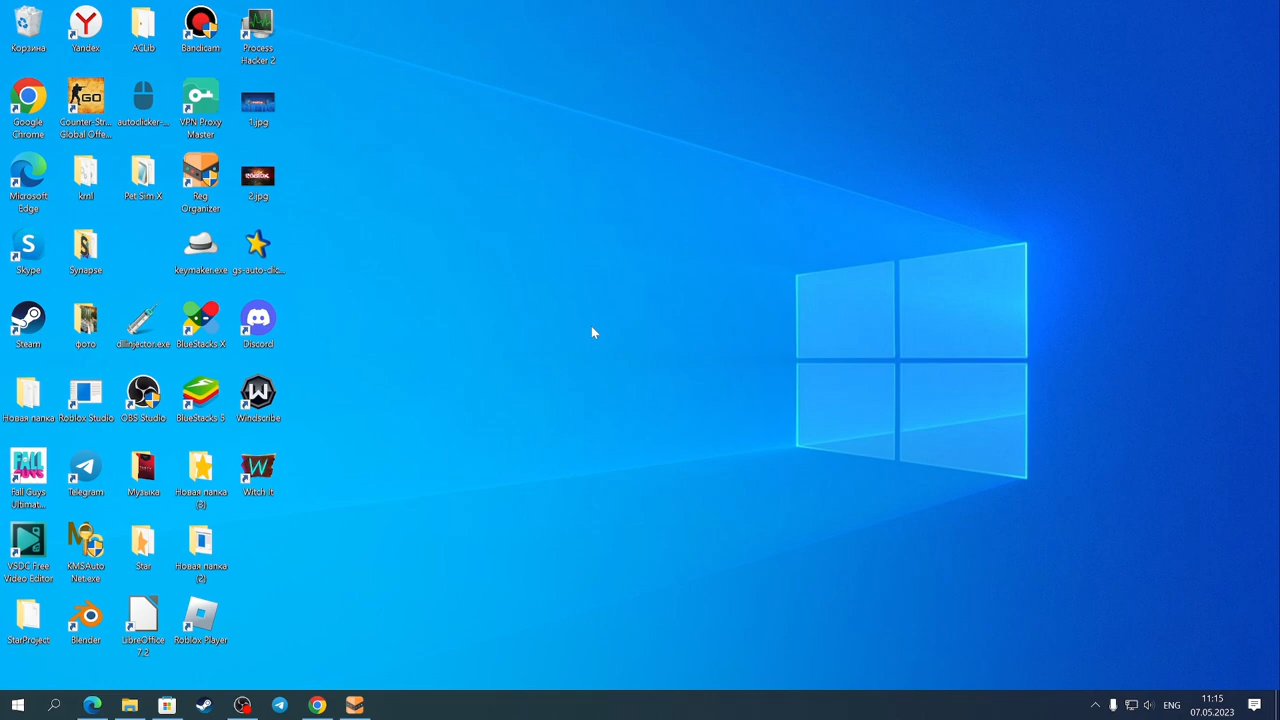 Корзина
Yandex
ACLib
Bandicam
Process
Hacker 2
Google
Chrome
Counter-Str...
Global Offe...
autoclicker-...
VPN Proxy
Master
1.jpg
Microsoft
Edge
kml
Pet Sim X
Reg
Organizer
2.jpg
Skype
Synapse
keymaker.exe
gs-auto-clic...
Steam
фото
dllinjector.exe
BlueStacks X
Discord
Новая папка
Roblox Studio
OBS Studio
BlueStacks 5
Windscribe
Fall Guys
Ultimat...
Telegram
Музыка
Новая папка
(3)
Witch It
VSDC Free
Video Editor
KMSAuto
Net.exe
Star
Новая папка
(2)
StarProject
Blender
LibreOffice
7.2
Roblox Player
ENG
11:15
07.05.2023